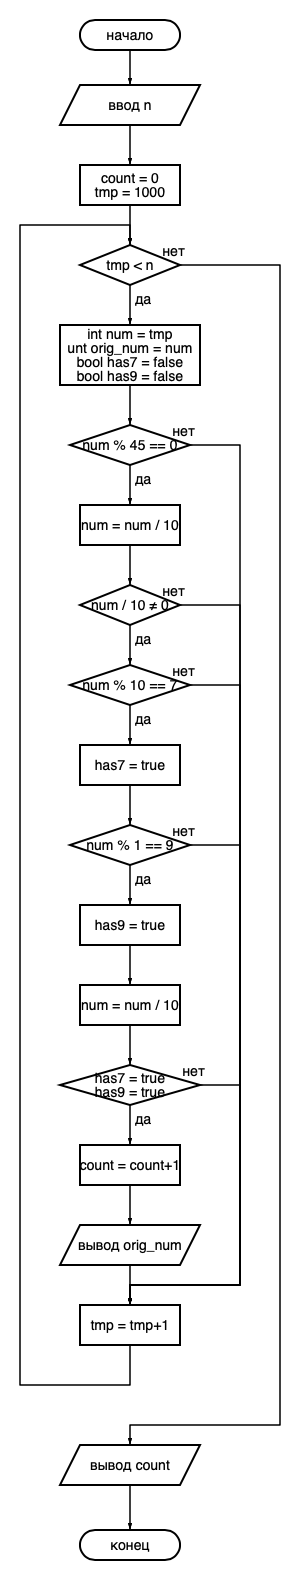 начало
ввод n
count = 0
tmp = 1000
нет
tmp < n
да
int num = tmp
unt orig_num = num
bool has7 = false
bool has9 = false
нет
num % 45 == 0
да
num = num / 10
нет
num / 10 ≠ 0
да
нет
num % 10 == 7
да
has7 = true
нет
num % 1 == 9
да
has9 = true
num = num / 10
нет
has7 = true
has9 = true
да
count = count+1
вывод orig_num
tmp = tmp+1
вывод count
конец